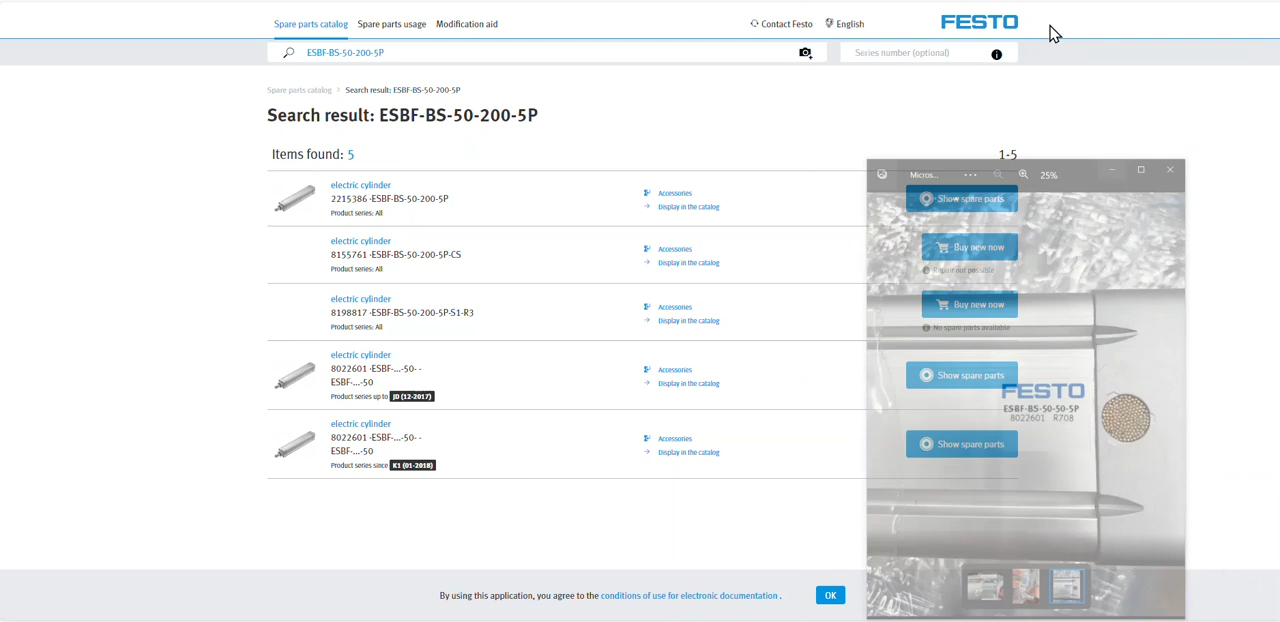 Spare parts catalog Spare parts usage Modification aid Contact Festo English FESTO
ESBF-BS-50-200-5P Series number (optional)
Spare parts catalog > Search result: ESBF-BS-50-200-5P
Search result: ESBF-BS-50-200-5P
Items found: 5 1-5
electric cylinder
2215386 -ESBF-BS-50-200-5P
Product series: All
Accessories
Display in the catalog
Show spare parts
electric cylinder
8155761 -ESBF-BS-50-200-5P-CS
Product series: All
Accessories
Display in the catalog
Buy new now
Repair not possible
electric cylinder
8198817 -ESBF-BS-50-200-5P-S1-R3
Product series: All
Accessories
Display in the catalog
Buy new now
No spare parts available
electric cylinder
8022601 -ESBF-...-50- -
ESBF-...-50
Product series up to JD (12-2017)
Accessories
Display in the catalog
Show spare parts
electric cylinder
8022601 -ESBF-...-50- -
ESBF-...-50
Product series since K1 (01-2018)
Accessories
Display in the catalog
Show spare parts
Micros... ... 25%
FESTO
ESBF-BS-50-50-5P
8022601 R708
By using this application, you agree to the conditions of use for electronic documentation . OK